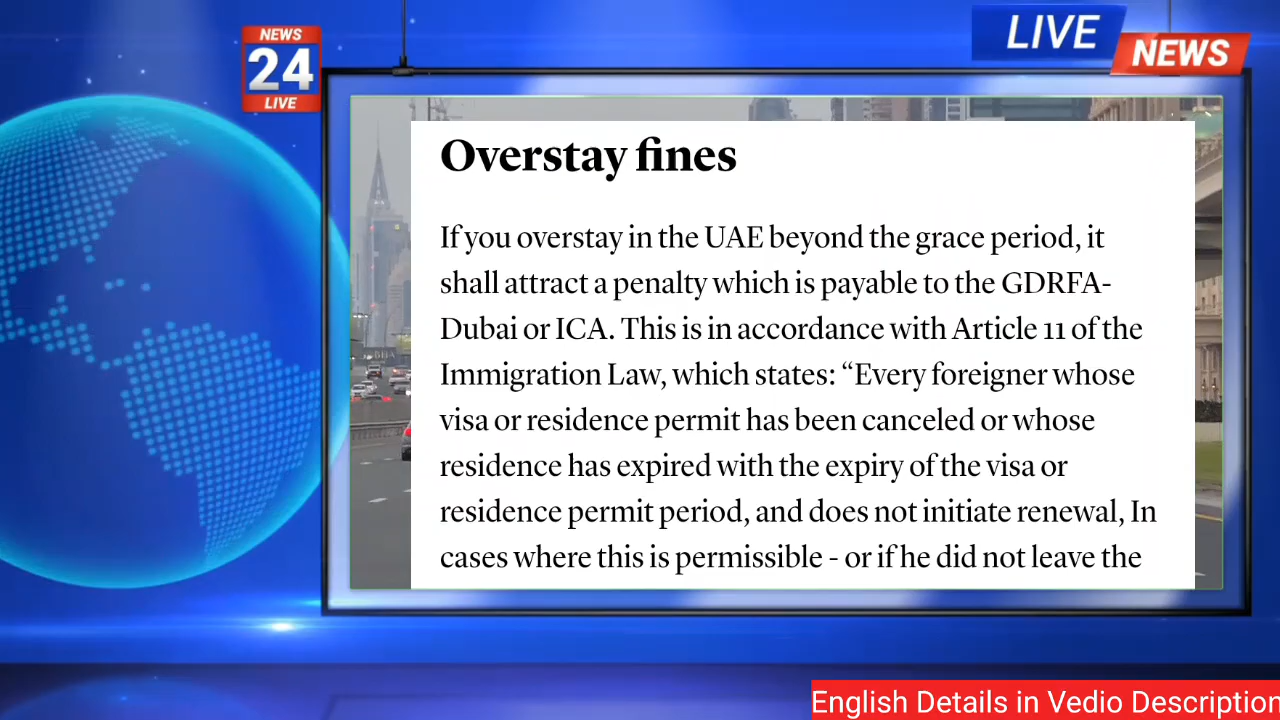 NEWS
24
LIVE
LIVE
NEWS
Overstay fines
If you overstay in the UAE beyond the grace period, it
shall attract a penalty which is payable to the GDRFA-
Dubai or ICA. This is in accordance with Article 11 of the
Immigration Law, which states: “Every foreigner whose
visa or residence permit has been canceled or whose
residence has expired with the expiry of the visa or
residence permit period, and does not initiate renewal, In
cases where this is permissible - or if he did not leave the
English Details in Vedio Description